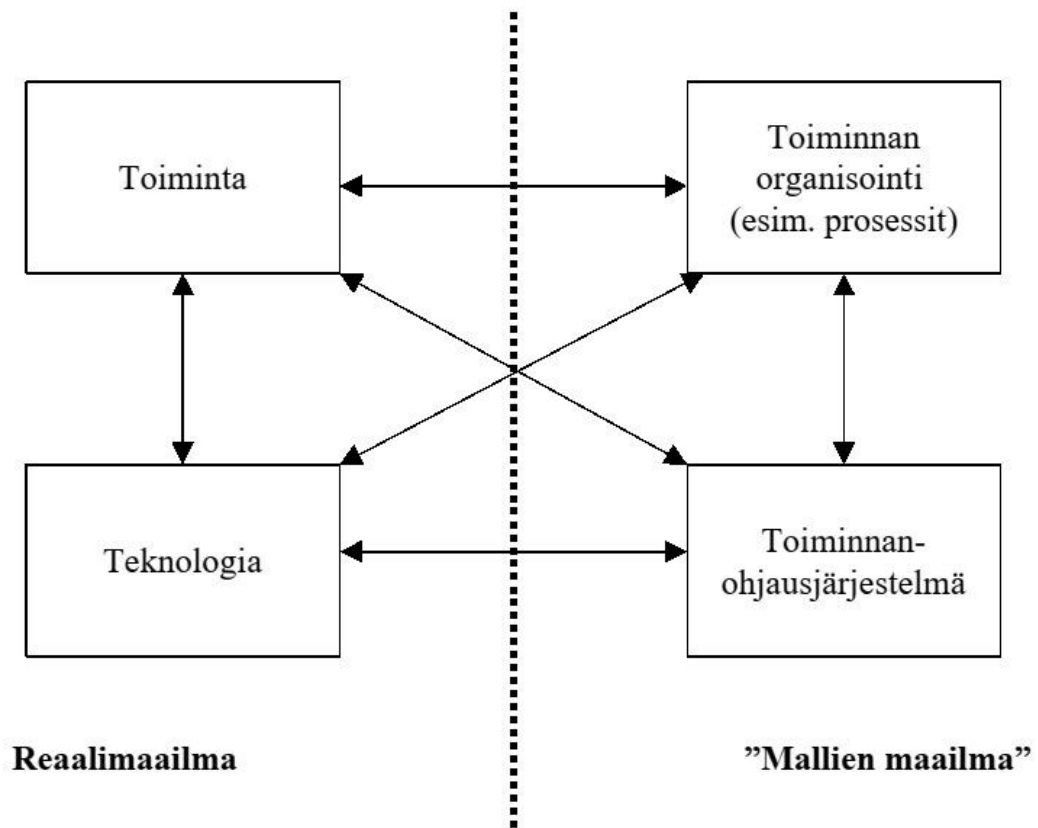 Toiminta
Toiminnan
organisointi
(esim. prosessit)
Teknologia
Toiminnan-
ohjausjärjestelmä
Reaalimaailma
”Mallien maailma”